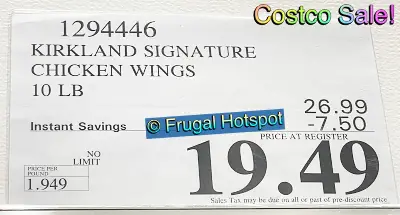 Costco Sale!
1294446
KIRKLAND SIGNATURE
CHICKEN WINGS
10 LB
26.99
Instant Savings -7.50
© Frugal Hotspot
PRICE AT REGISTER
NO LIMIT
19.49
PRICE PER POUND
1.949
Sales Tax may be due on all or part of pre-discount price